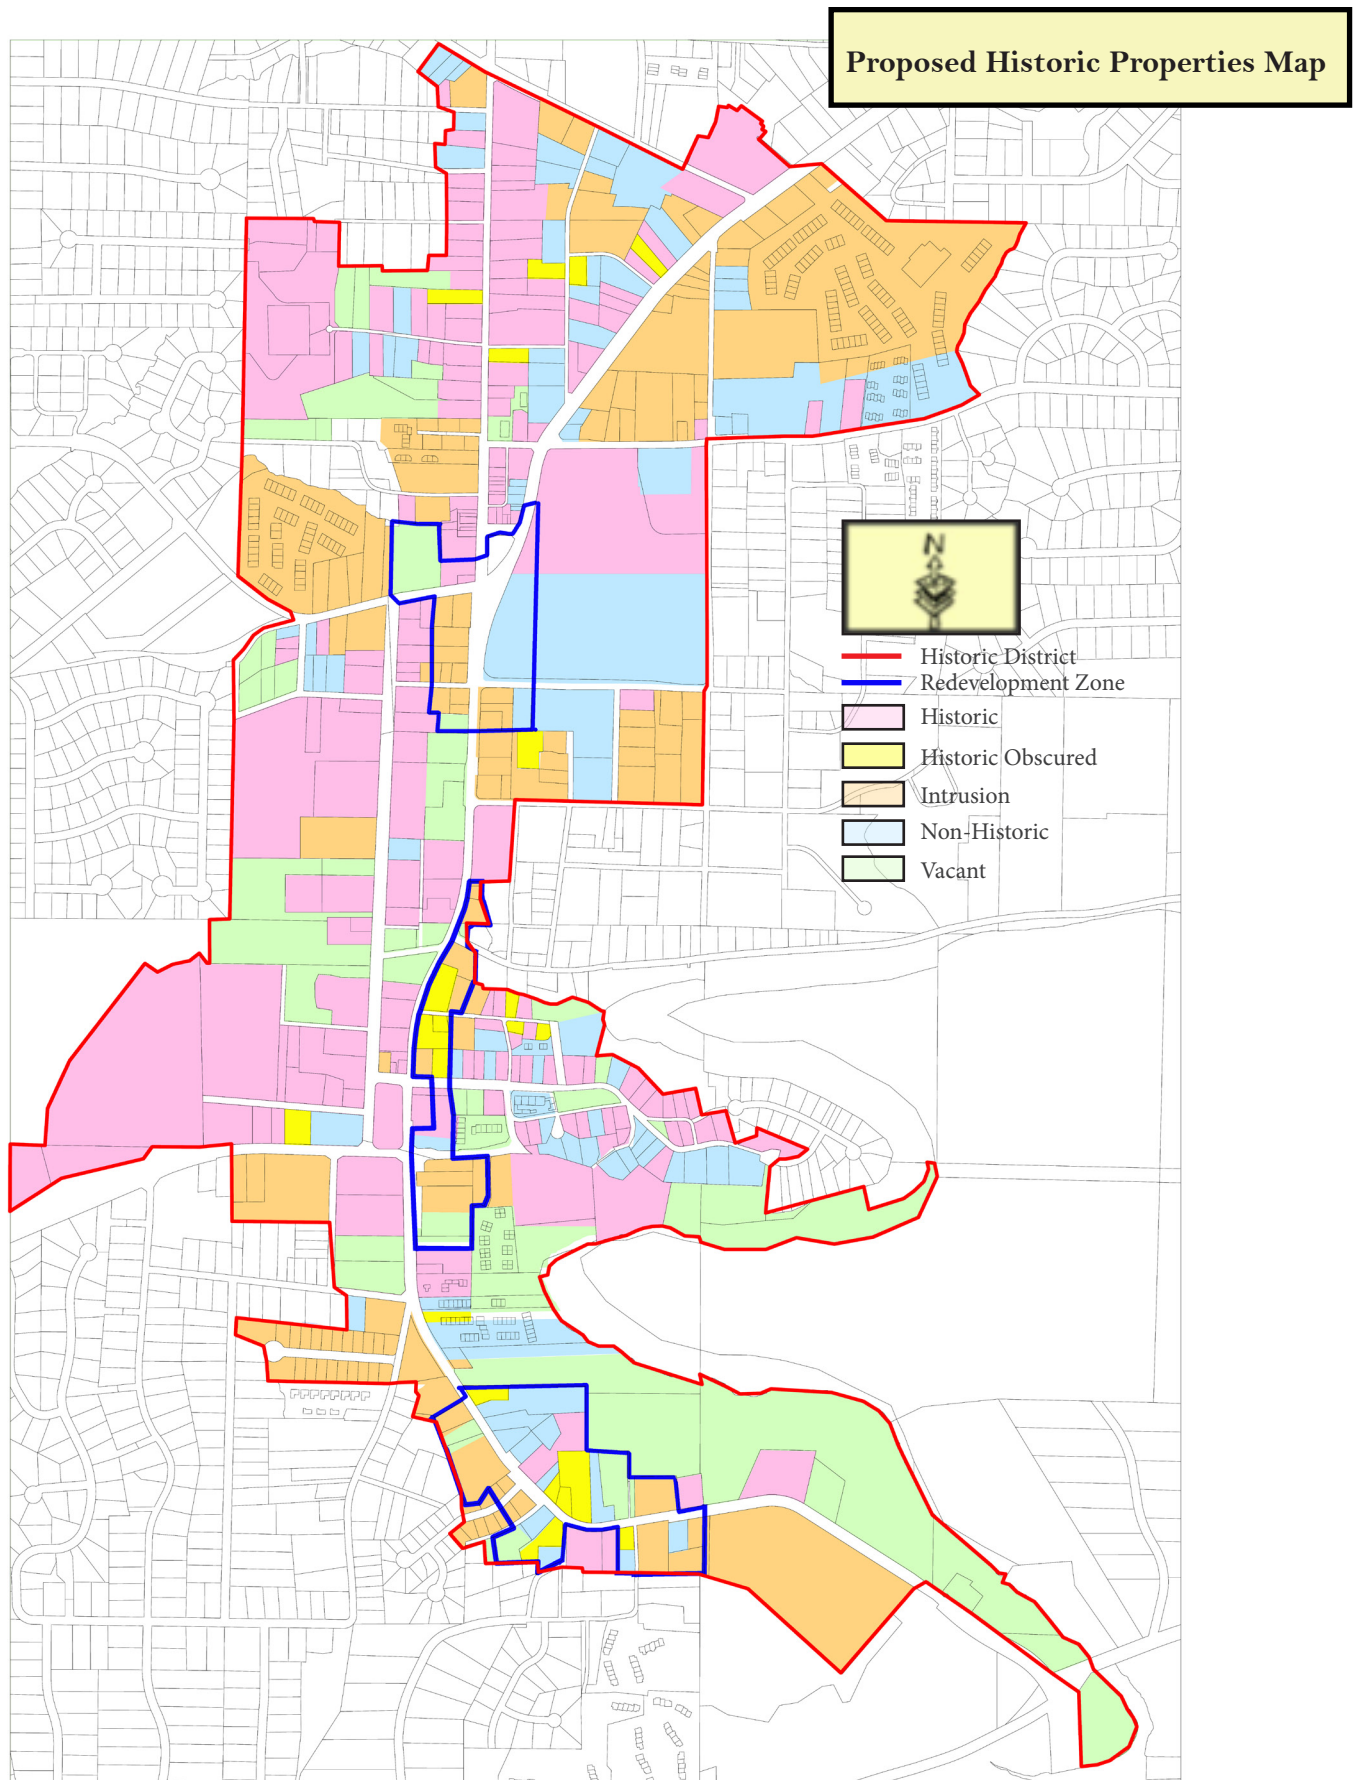 Proposed Historic Properties Map
N
Historic District
Redevelopment Zone
Historic
Historic Obscured
Intrusion
Non-Historic
Vacant